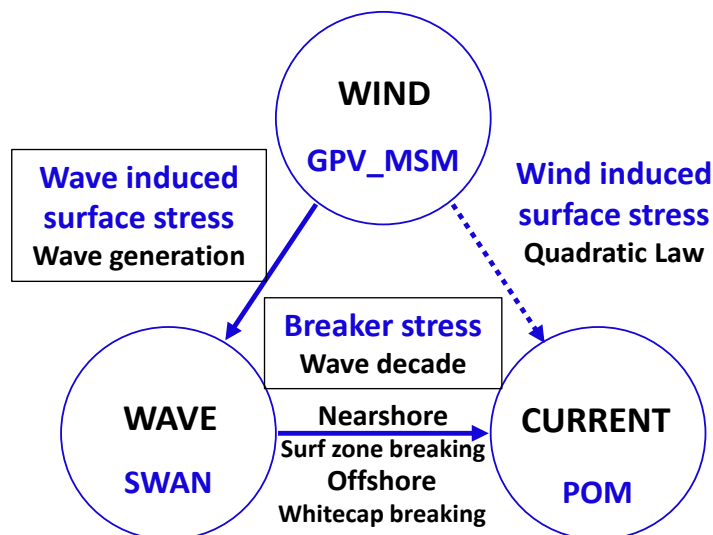 WIND
GPV_MSM
Wave induced
surface stress
Wave generation
Wind induced
surface stress
Quadratic Law
Breaker stress
Wave decade
WAVE
SWAN
Nearshore
Surf zone breaking
Offshore
Whitecap breaking
CURRENT
POM